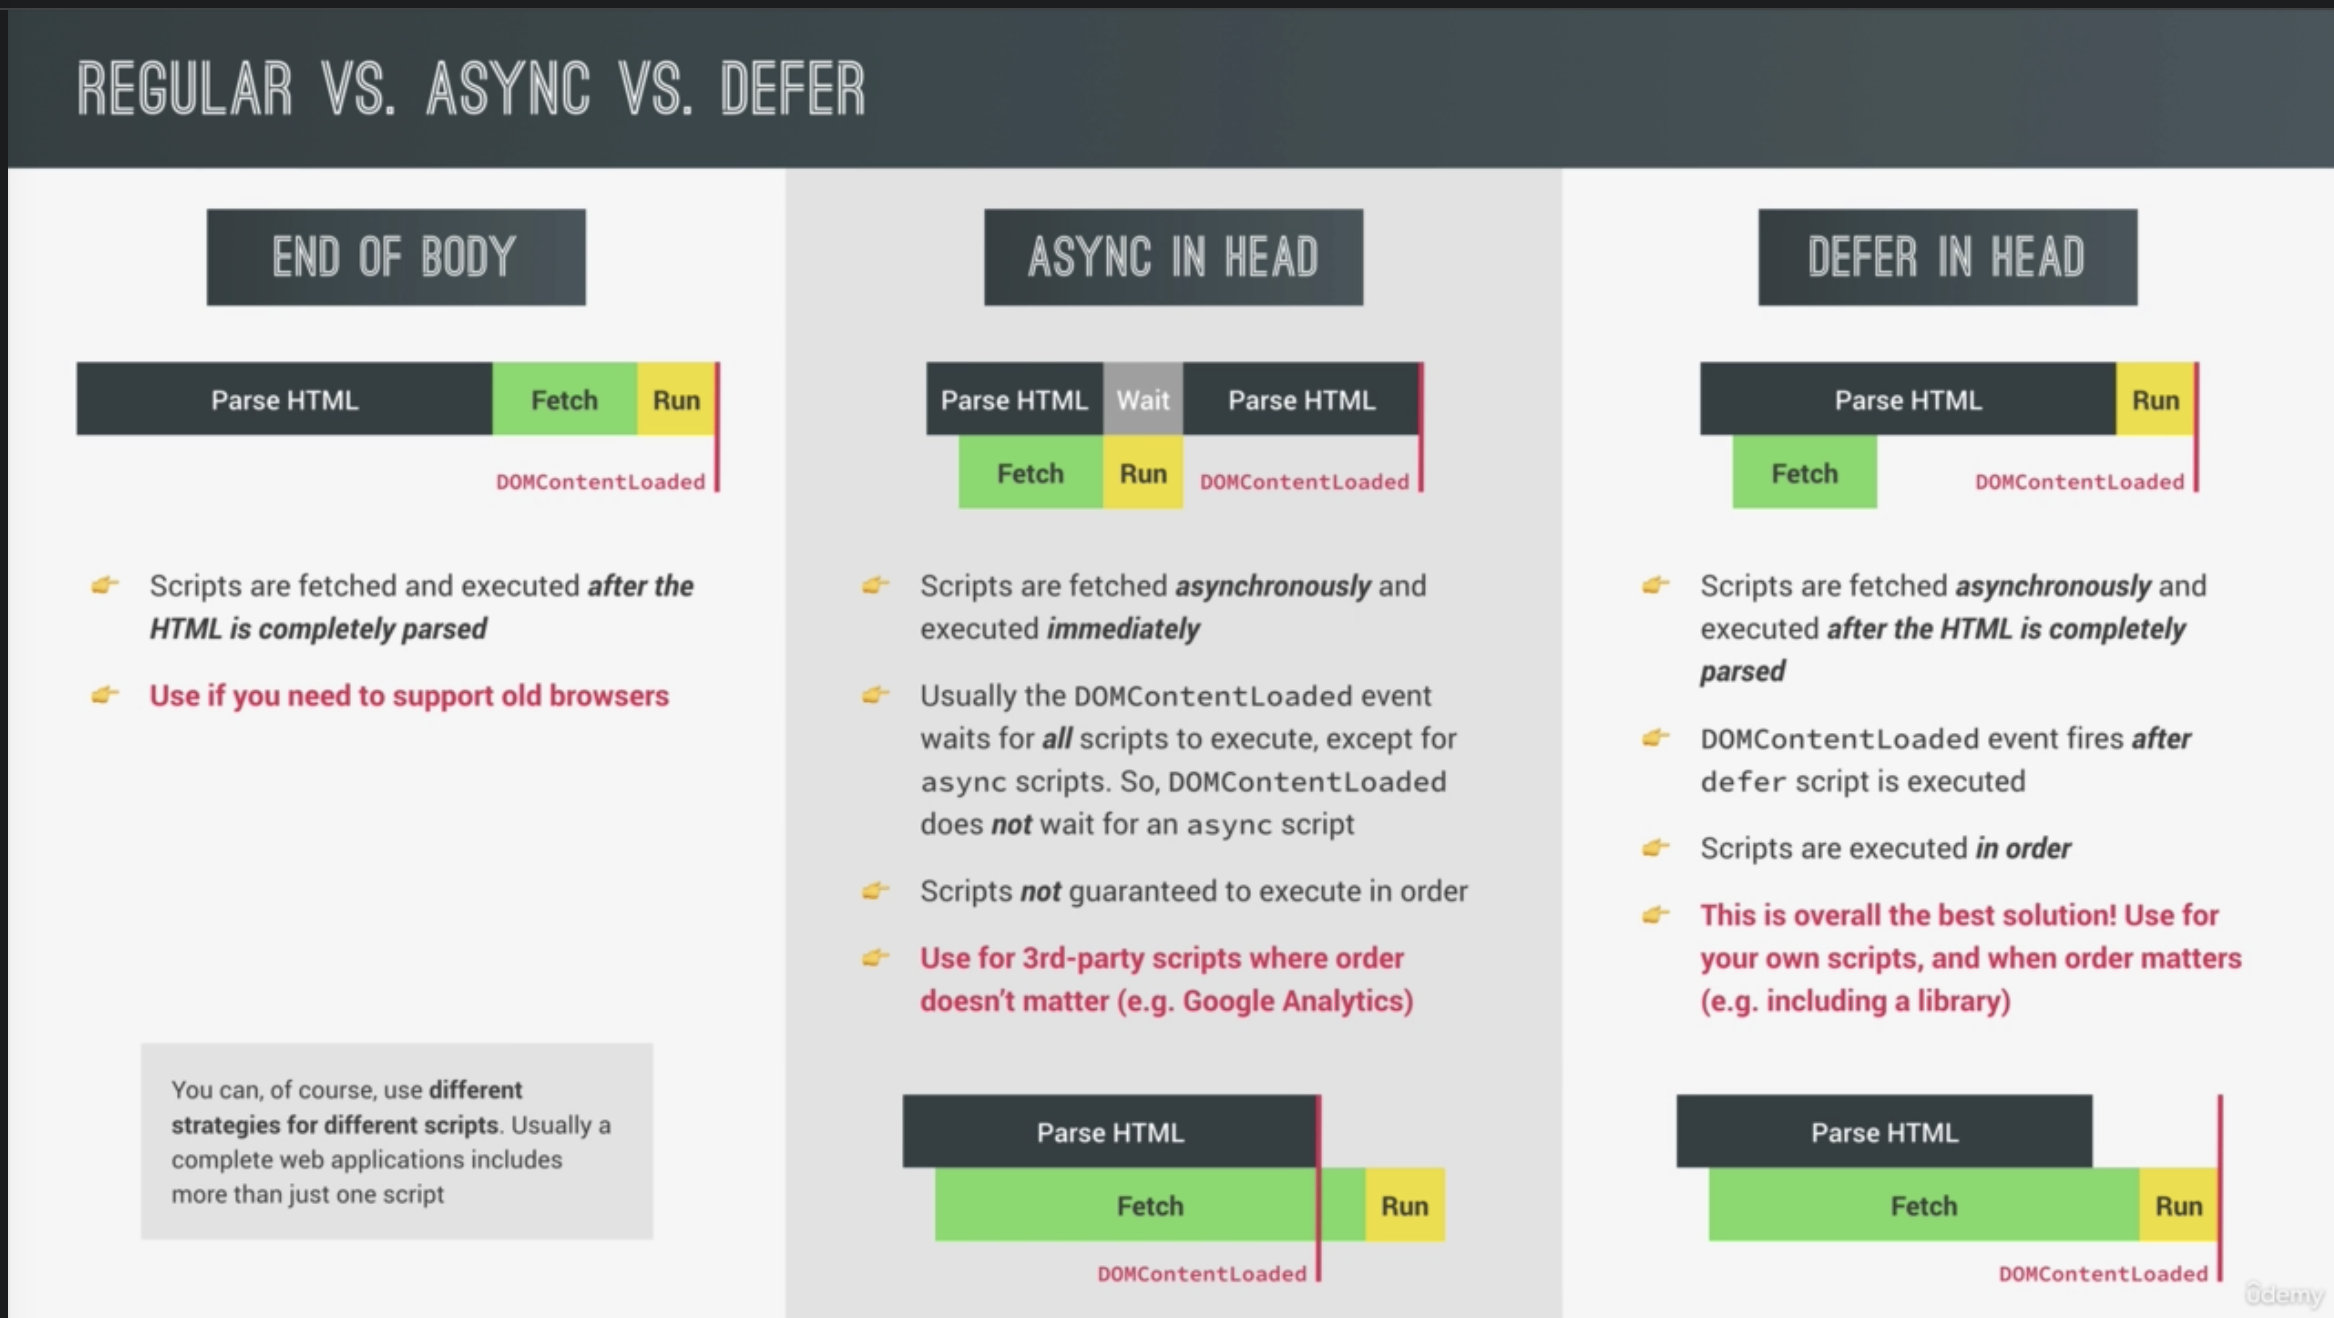 REGULAR VS. ASYNC VS. DEFER
END OF BODY
Parse HTML
Fetch
Run
DOMContentLoaded
Scripts are fetched and executed after the
HTML is completely parsed
Use if you need to support old browsers
You can, of course, use different
strategies for different scripts. Usually a
complete web applications includes
more than just one script
ASYNC IN HEAD
Parse HTML
Wait
Parse HTML
Fetch
Run
DOMContentLoaded
Scripts are fetched asynchronously and
executed immediately
Usually the DOMContentLoaded event
waits for all scripts to execute, except for
async scripts. So, DOMContentLoaded
does not wait for an async script
Scripts not guaranteed to execute in order
Use for 3rd-party scripts where order
doesn’t matter (e.g. Google Analytics)
Parse HTML
Fetch
Run
DOMContentLoaded
DEFER IN HEAD
Parse HTML
Run
Fetch
DOMContentLoaded
Scripts are fetched asynchronously and
executed after the HTML is completely
parsed
DOMContentLoaded event fires after
defer script is executed
Scripts are executed in order
This is overall the best solution! Use for
your own scripts, and when order matters
(e.g. including a library)
Parse HTML
Fetch
Run
DOMContentLoaded
ûdemy